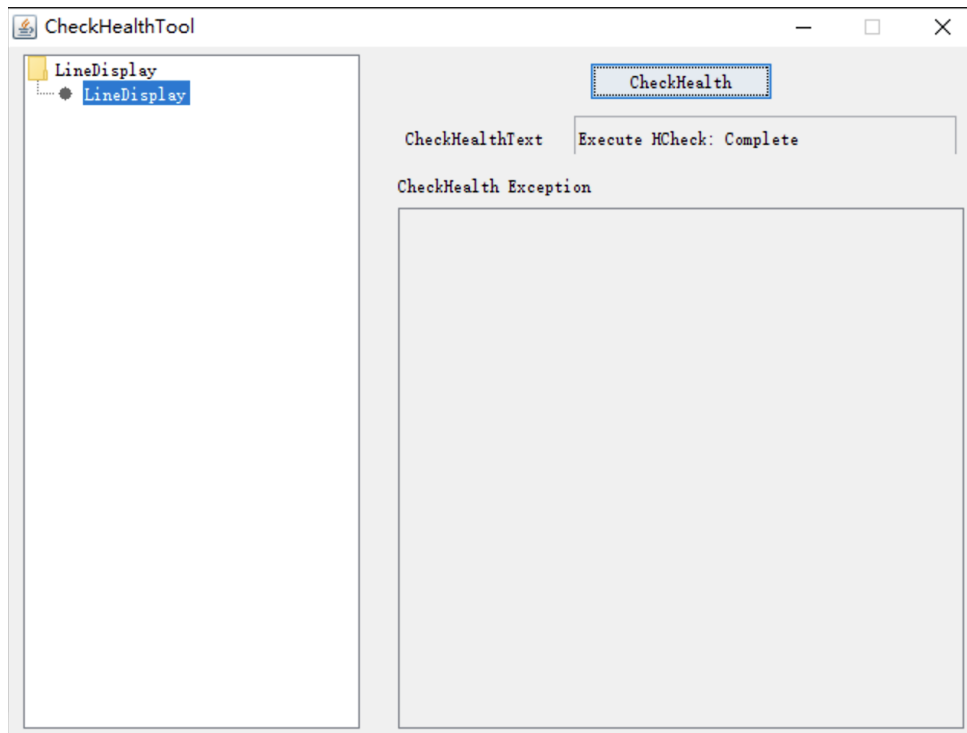 CheckHealthTool
LineDisplay
LineDisplay
CheckHealth
CheckHealthText
Execute HCheck: Complete
CheckHealth Exception